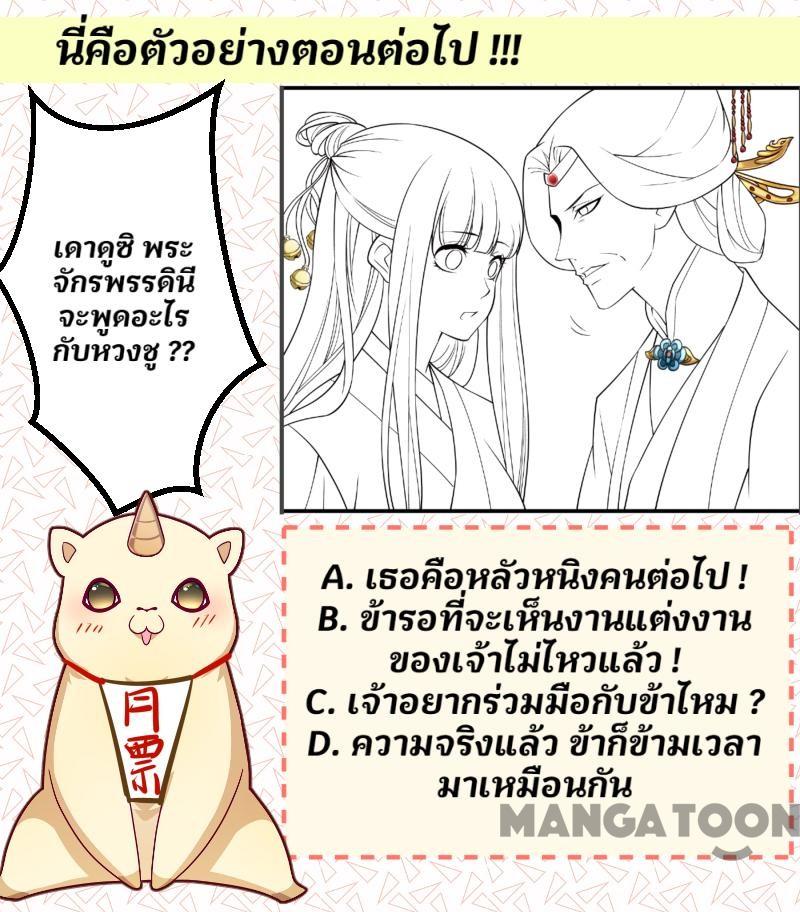 นี่คือตัวอย่างตอนต่อไป !!!
เดาดูซิ พระ
จักรพรรดินี
จะพูดอะไร
กับหวงชู ??
A. เธอคือหลัวหนิงคนต่อไป !
B. ข้ารอที่จะเห็นงานแต่งงาน
ของเจ้าไม่ไหวแล้ว !
C. เจ้าอยากร่วมมือกับข้าไหม ?
D. ความจริงแล้ว ข้าก็ข้ามเวลา
มาเหมือนกัน
月
票
MANGATOON